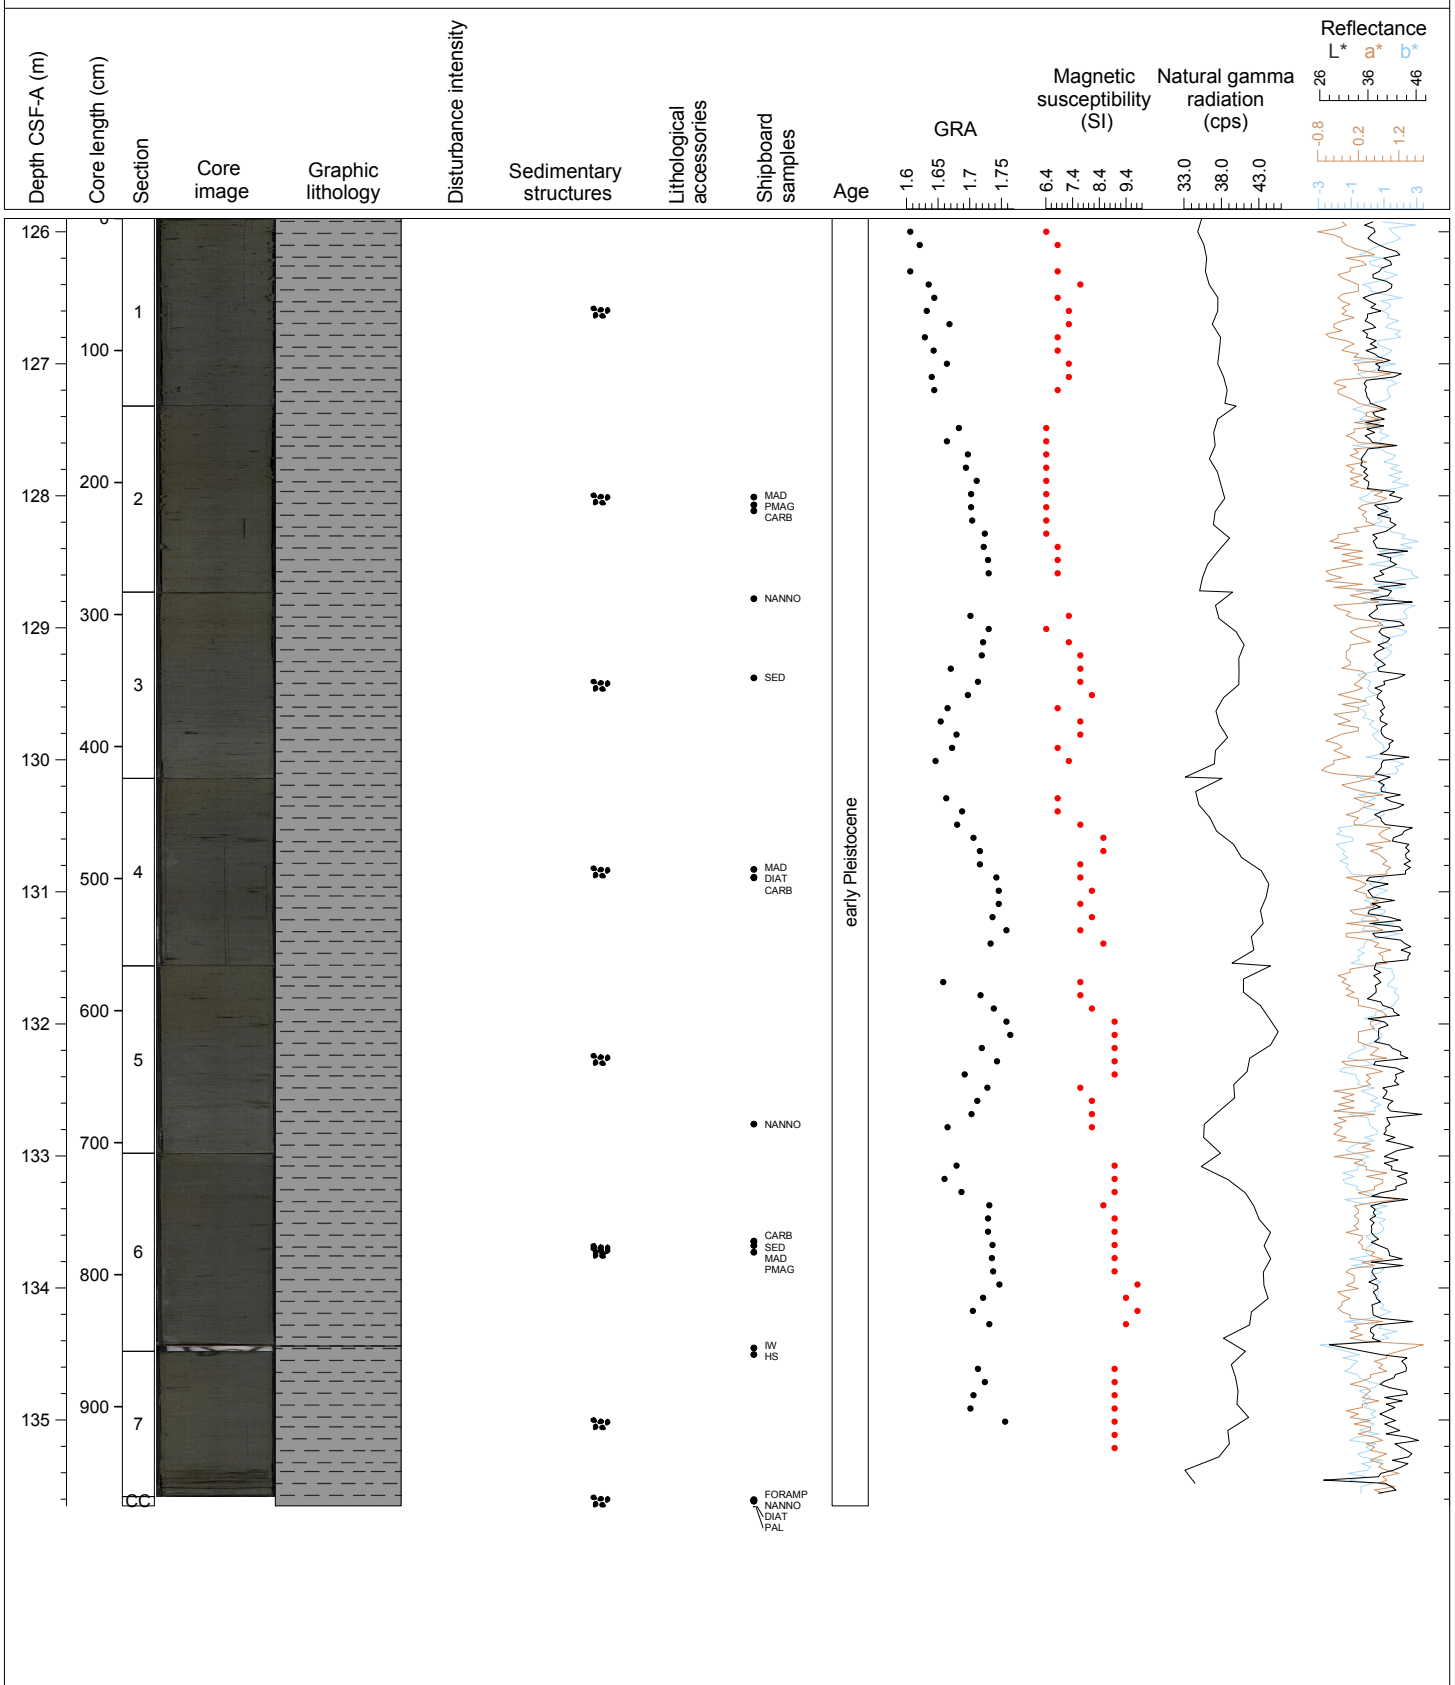 Depth CSF-A (m)
Core length (cm)
Section
Core
image
Graphic
lithology
Disturbance intensity
Sedimentary
structures
Lithological
accessories
Shipboard
samples
Age
GRA
1.6
1.65
1.7
1.75
Magnetic
susceptibility
(SI)
6.4
7.4
8.4
9.4
Natural gamma
radiation
(cps)
33.0
38.0
43.0
Reflectance
L* a* b*
26
36
46
-0.8
0.2
1.2
-3
-1
1
3
126
127
128
129
130
131
132
133
134
135
0
100
200
300
400
500
600
700
800
900
1
2
3
4
5
6
7
CC
MAD
PMAG
CARB
NANNO
SED
MAD
DIAT
CARB
NANNO
CARB
SED
MAD
PMAG
IW
HS
FORAMP
NANNO
DIAT
PAL
early Pleistocene